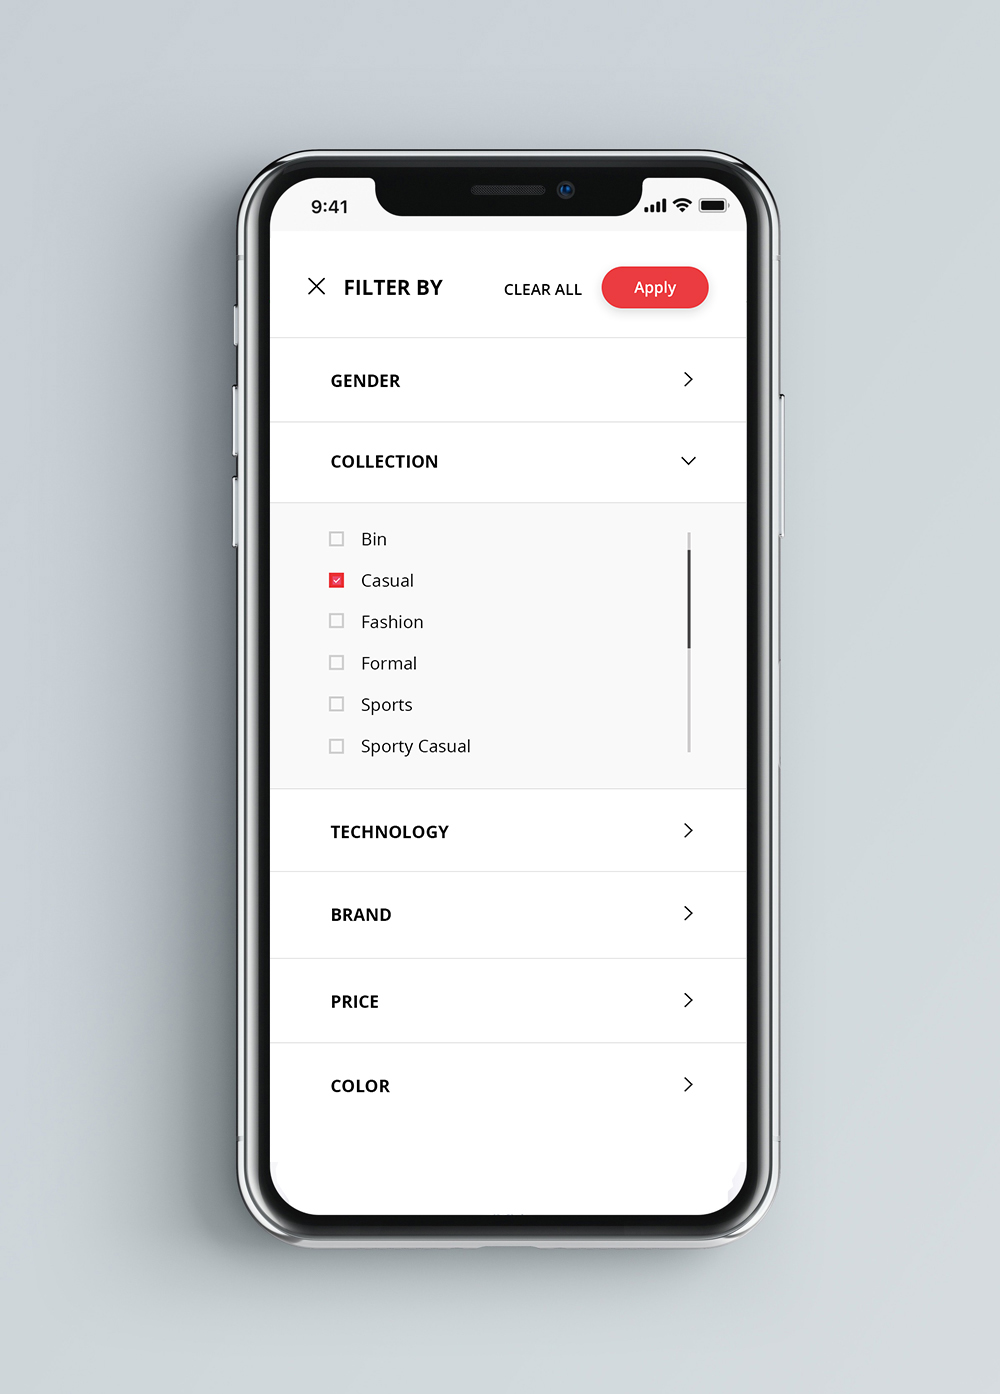 9:41
FILTER BY CLEAR ALL Apply
GENDER
COLLECTION
Bin
Casual
Fashion
Formal
Sports
Sporty Casual
TECHNOLOGY
BRAND
PRICE
COLOR